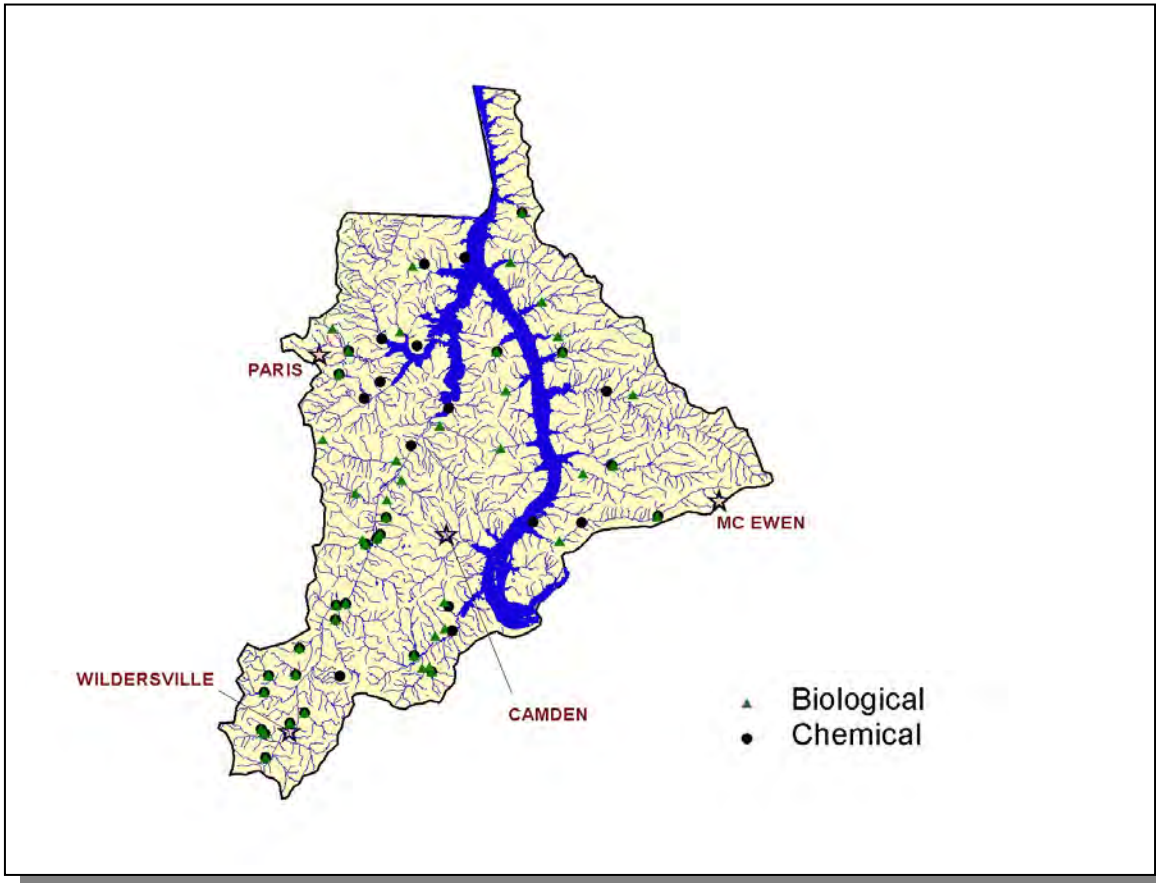 PARIS
MC EWEN
WILDERSVILLE
CAMDEN
Biological
Chemical